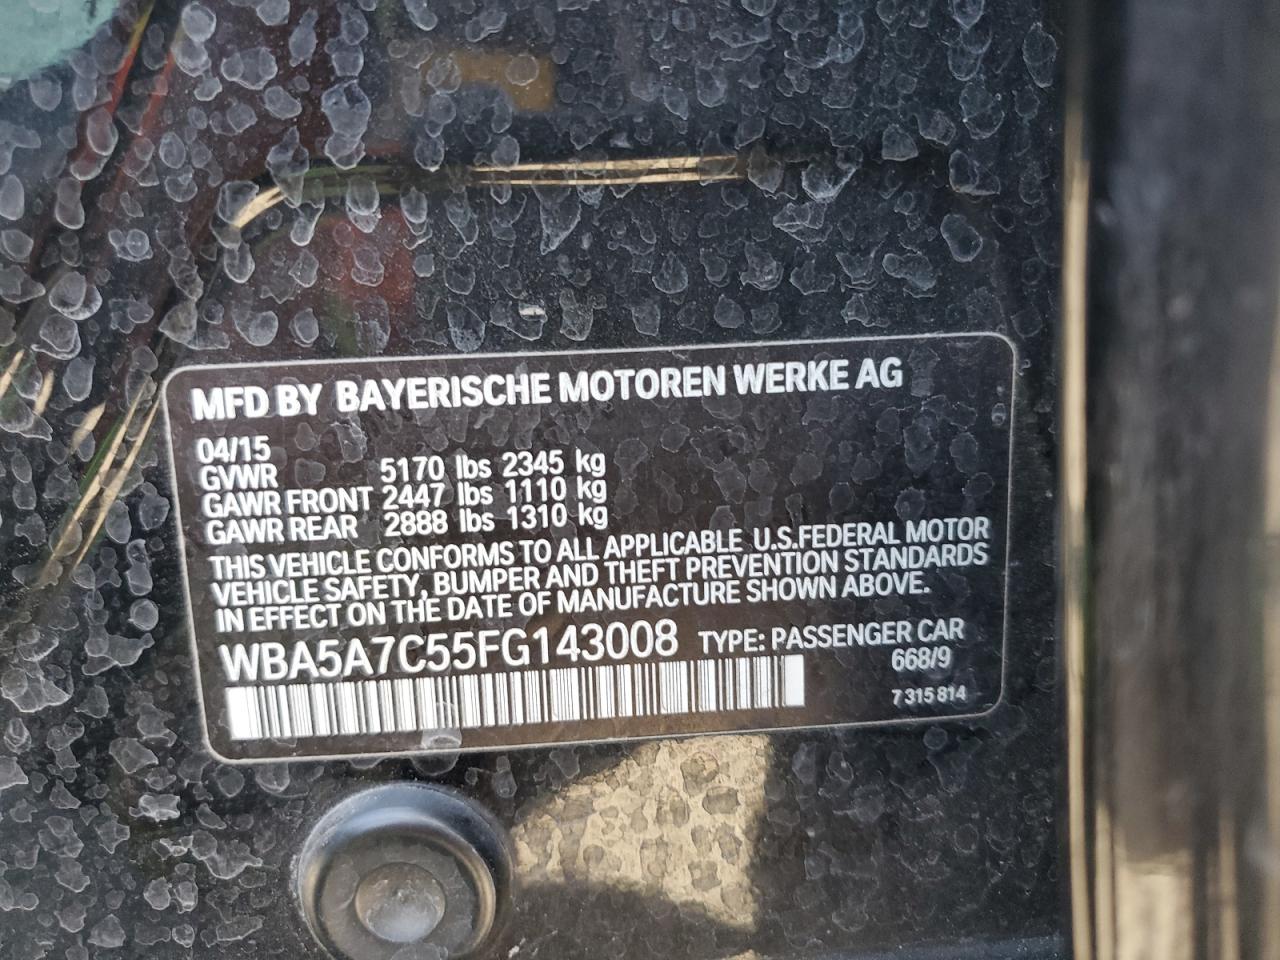 MFD BY BAYERISCHE MOTOREN WERKE AG
04/15
GVWR 5170 lbs 2345 kg
GAWR FRONT 2447 lbs 1110 kg
GAWR REAR 2888 lbs 1310 kg
THIS VEHICLE CONFORMS TO ALL APPLICABLE U.S.FEDERAL MOTOR
VEHICLE SAFETY, BUMPER AND THEFT PREVENTION STANDARDS
IN EFFECT ON THE DATE OF MANUFACTURE SHOWN ABOVE.
WBA5A7C55FG143008 TYPE: PASSENGER CAR
668/9
7 315 814